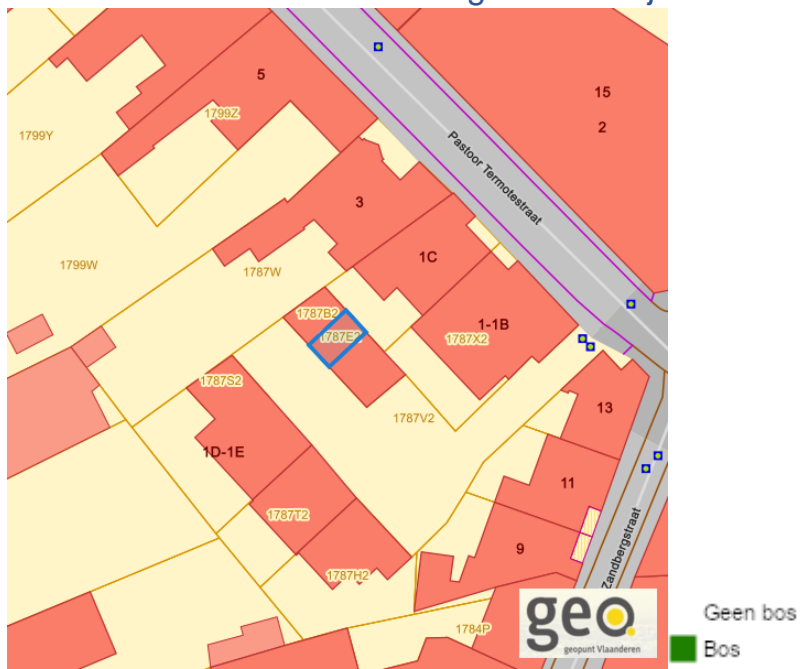 5
15
2
1799Z
1799Y
Pastoor Termotestraat
3
1C
1799W
1787W
1787B2
1787E2
1-1B
1787X2
1787S2
13
1787V2
1D-1E
11
1787T2
Zandbergstraat
9
1787H2
1784P
geo.
geopunt Vlaanderen
Geen bos
Bos